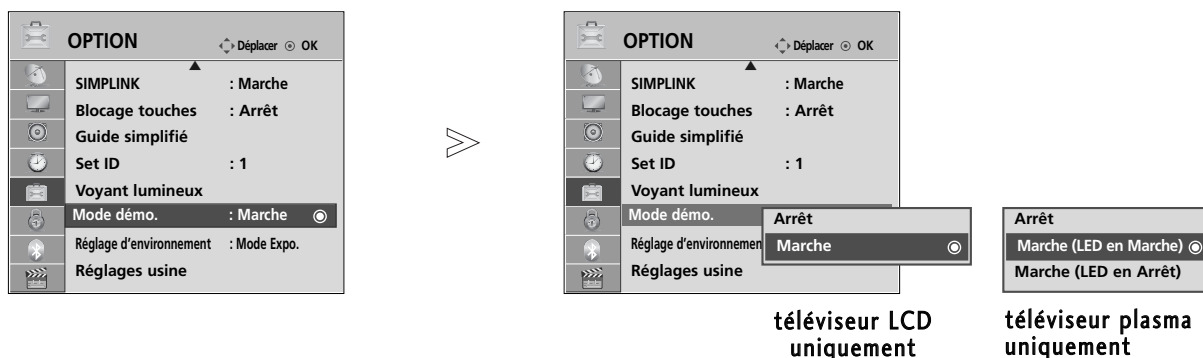 OPTION
Déplacer OK
SIMPLINK : Marche
Blocage touches : Arrêt
Guide simplifié
Set ID : 1
Voyant lumineux
Mode démo. : Marche
Réglage d'environnement : Mode Expo.
Réglages usine
OPTION
Déplacer OK
SIMPLINK : Marche
Blocage touches : Arrêt
Guide simplifié
Set ID : 1
Voyant lumineux
Mode démo.
Réglage d'environnemen
Réglages usine
Arrêt
Marche
téléviseur LCD
uniquement
Arrêt
Marche (LED en Marche)
Marche (LED en Arrêt)
téléviseur plasma
uniquement